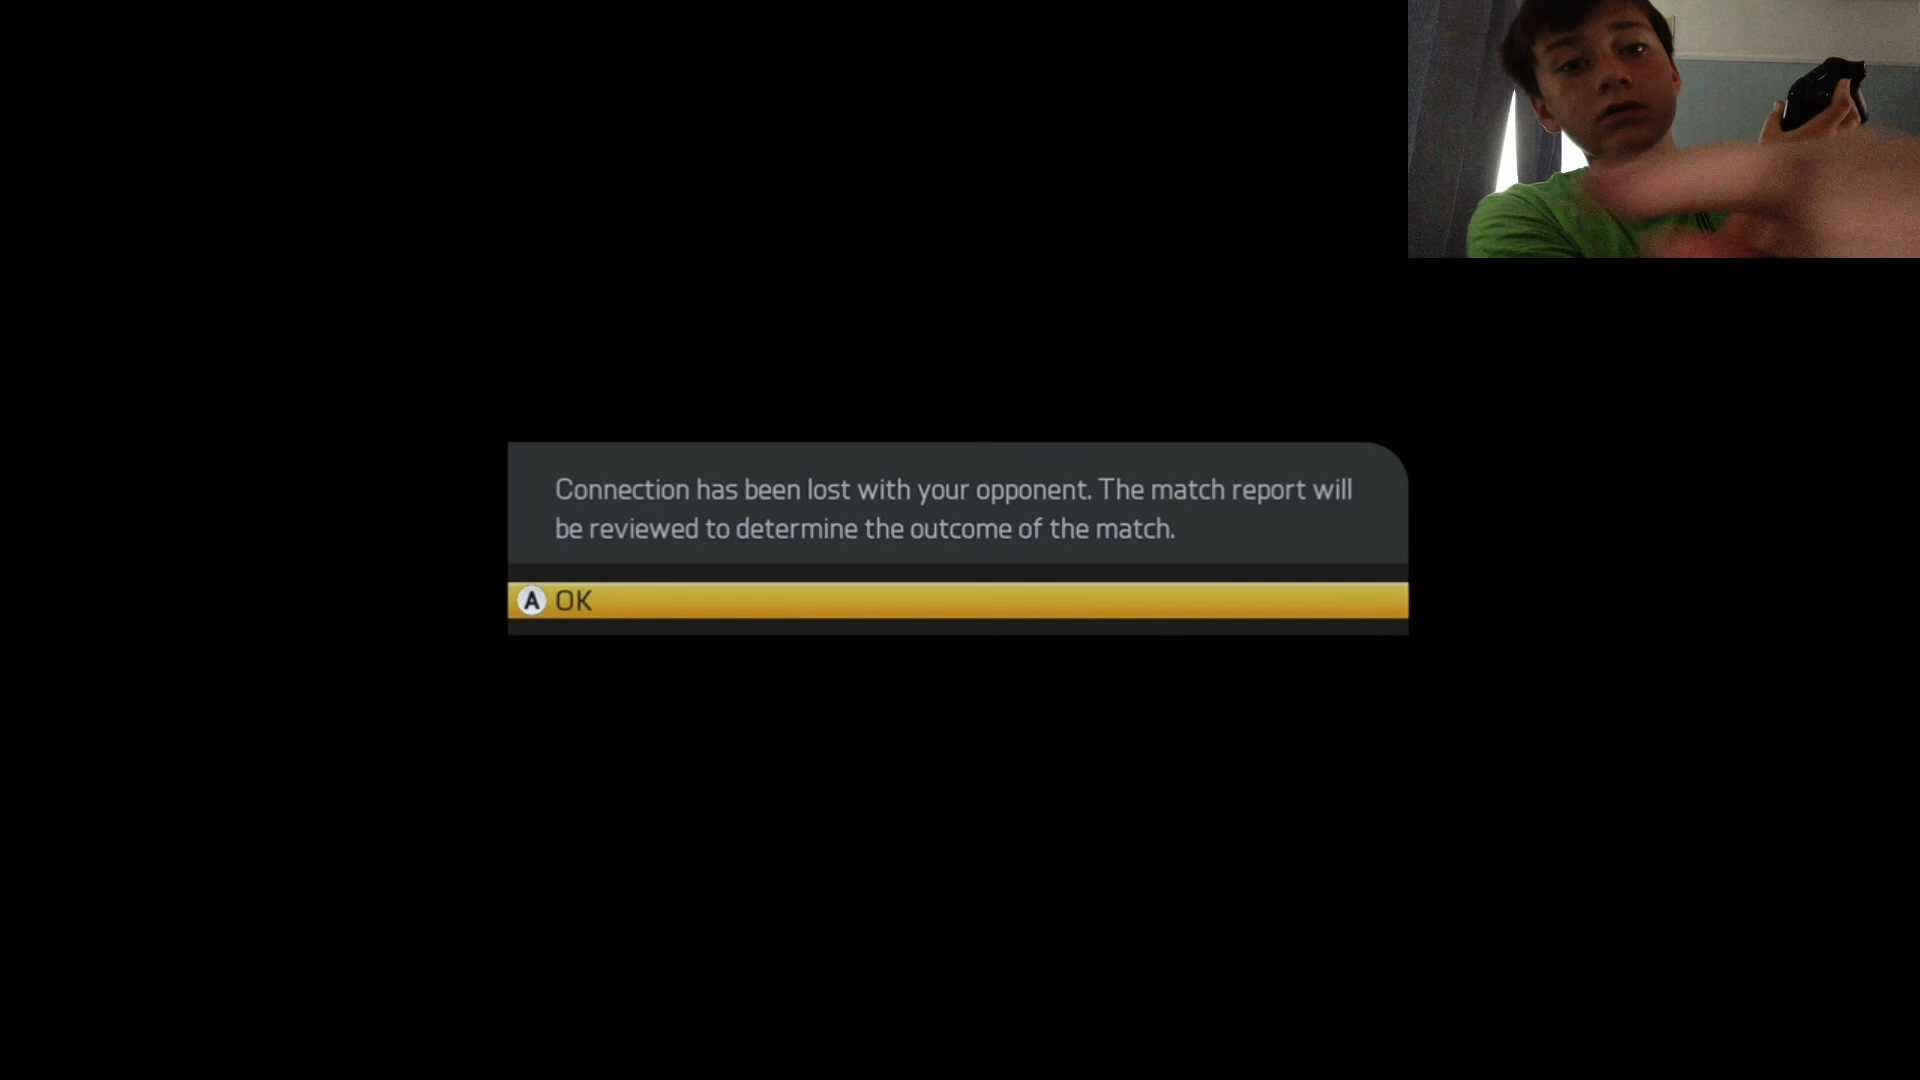 Connection has been lost with your opponent. The match report will
be reviewed to determine the outcome of the match.
A OK